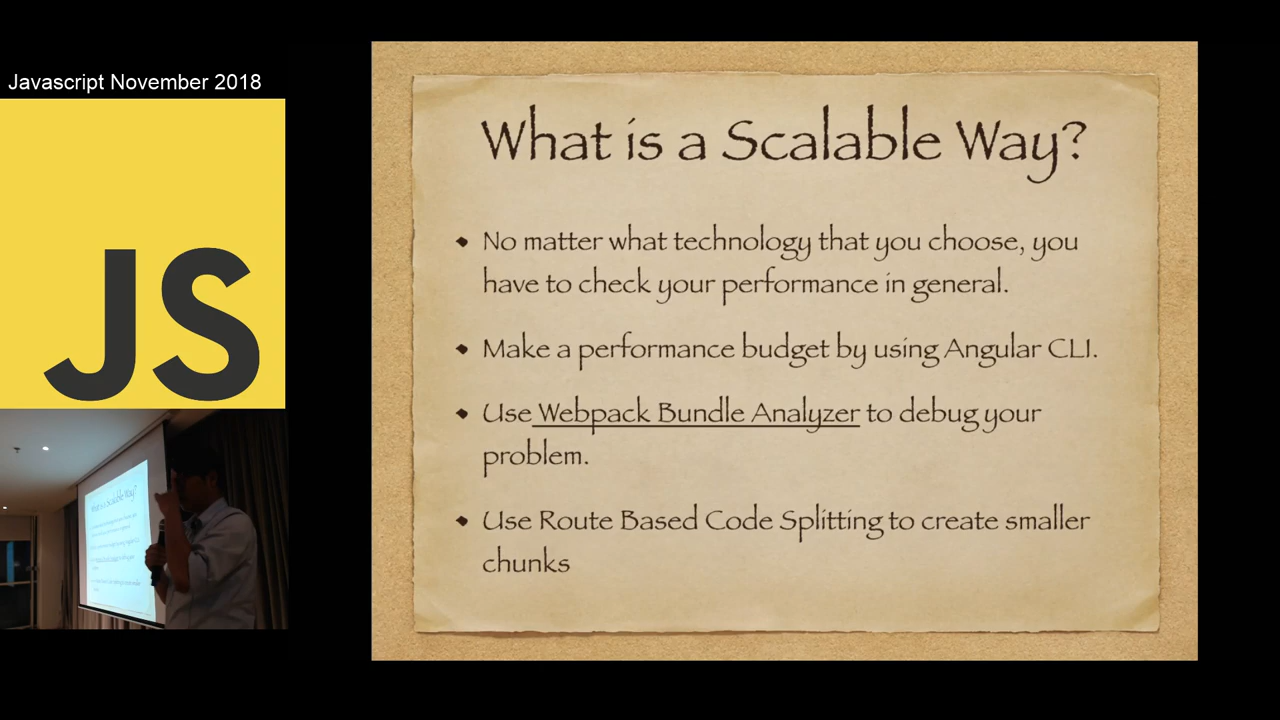 Javascript November 2018
JS
What is a Scalable Way?
No matter what technology that you choose, you
have to check your performance in general.
Make a performance budget by using Angular CLI.
Use Webpack Bundle Analyzer to debug your
problem.
Use Route Based Code Splitting to create smaller
chunks